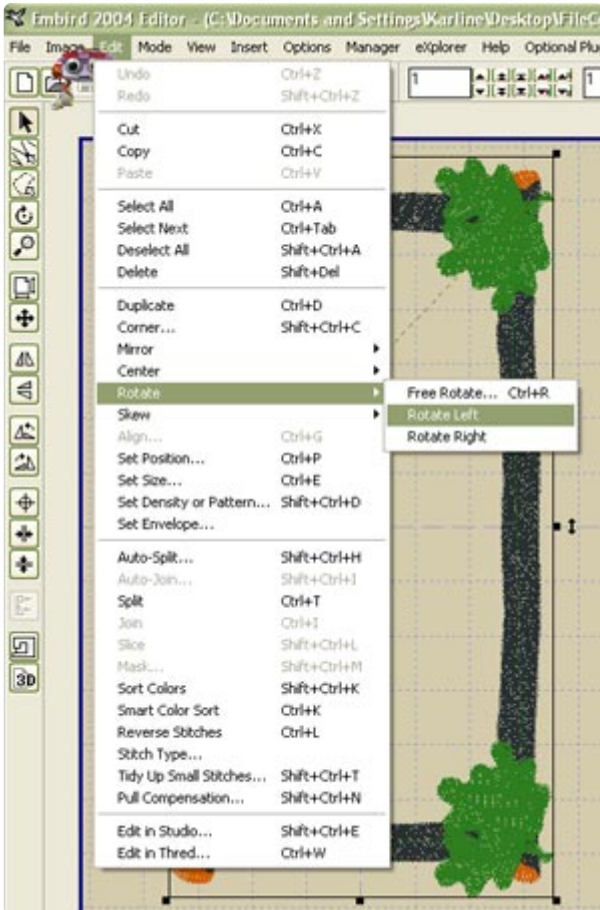 Embird 2004 Editor - (C:\Documents and Settings\Karline\Desktop\FileCo
File Image Edit Mode View Insert Options Manager eXplorer Help Optional Plu
1 1
Undo Ctrl+Z
Redo Shift+Ctrl+Z
Cut Ctrl+X
Copy Ctrl+C
Paste Ctrl+V
Select All Ctrl+A
Select Next Ctrl+Tab
Deselect All Shift+Ctrl+A
Delete Shift+Del
Duplicate Ctrl+D
Corner... Shift+Ctrl+C
Mirror
Center
Rotate Free Rotate... Ctrl+R
Skew Rotate Left
Align... Ctrl+G Rotate Right
Set Position... Ctrl+P
Set Size... Ctrl+E
Set Density or Pattern... Shift+Ctrl+D
Set Envelope...
Auto-Split... Shift+Ctrl+H
Auto-Join... Shift+Ctrl+I
Split Ctrl+T
Join Ctrl+I
Slice Shift+Ctrl+L
Mask... Shift+Ctrl+M
3D Sort Colors Shift+Ctrl+K
Smart Color Sort Ctrl+K
Reverse Stitches Ctrl+L
Stitch Type...
Tidy Up Small Stitches... Shift+Ctrl+T
Pull Compensation... Shift+Ctrl+N
Edit in Studio... Shift+Ctrl+E
Edit in Thred... Ctrl+W